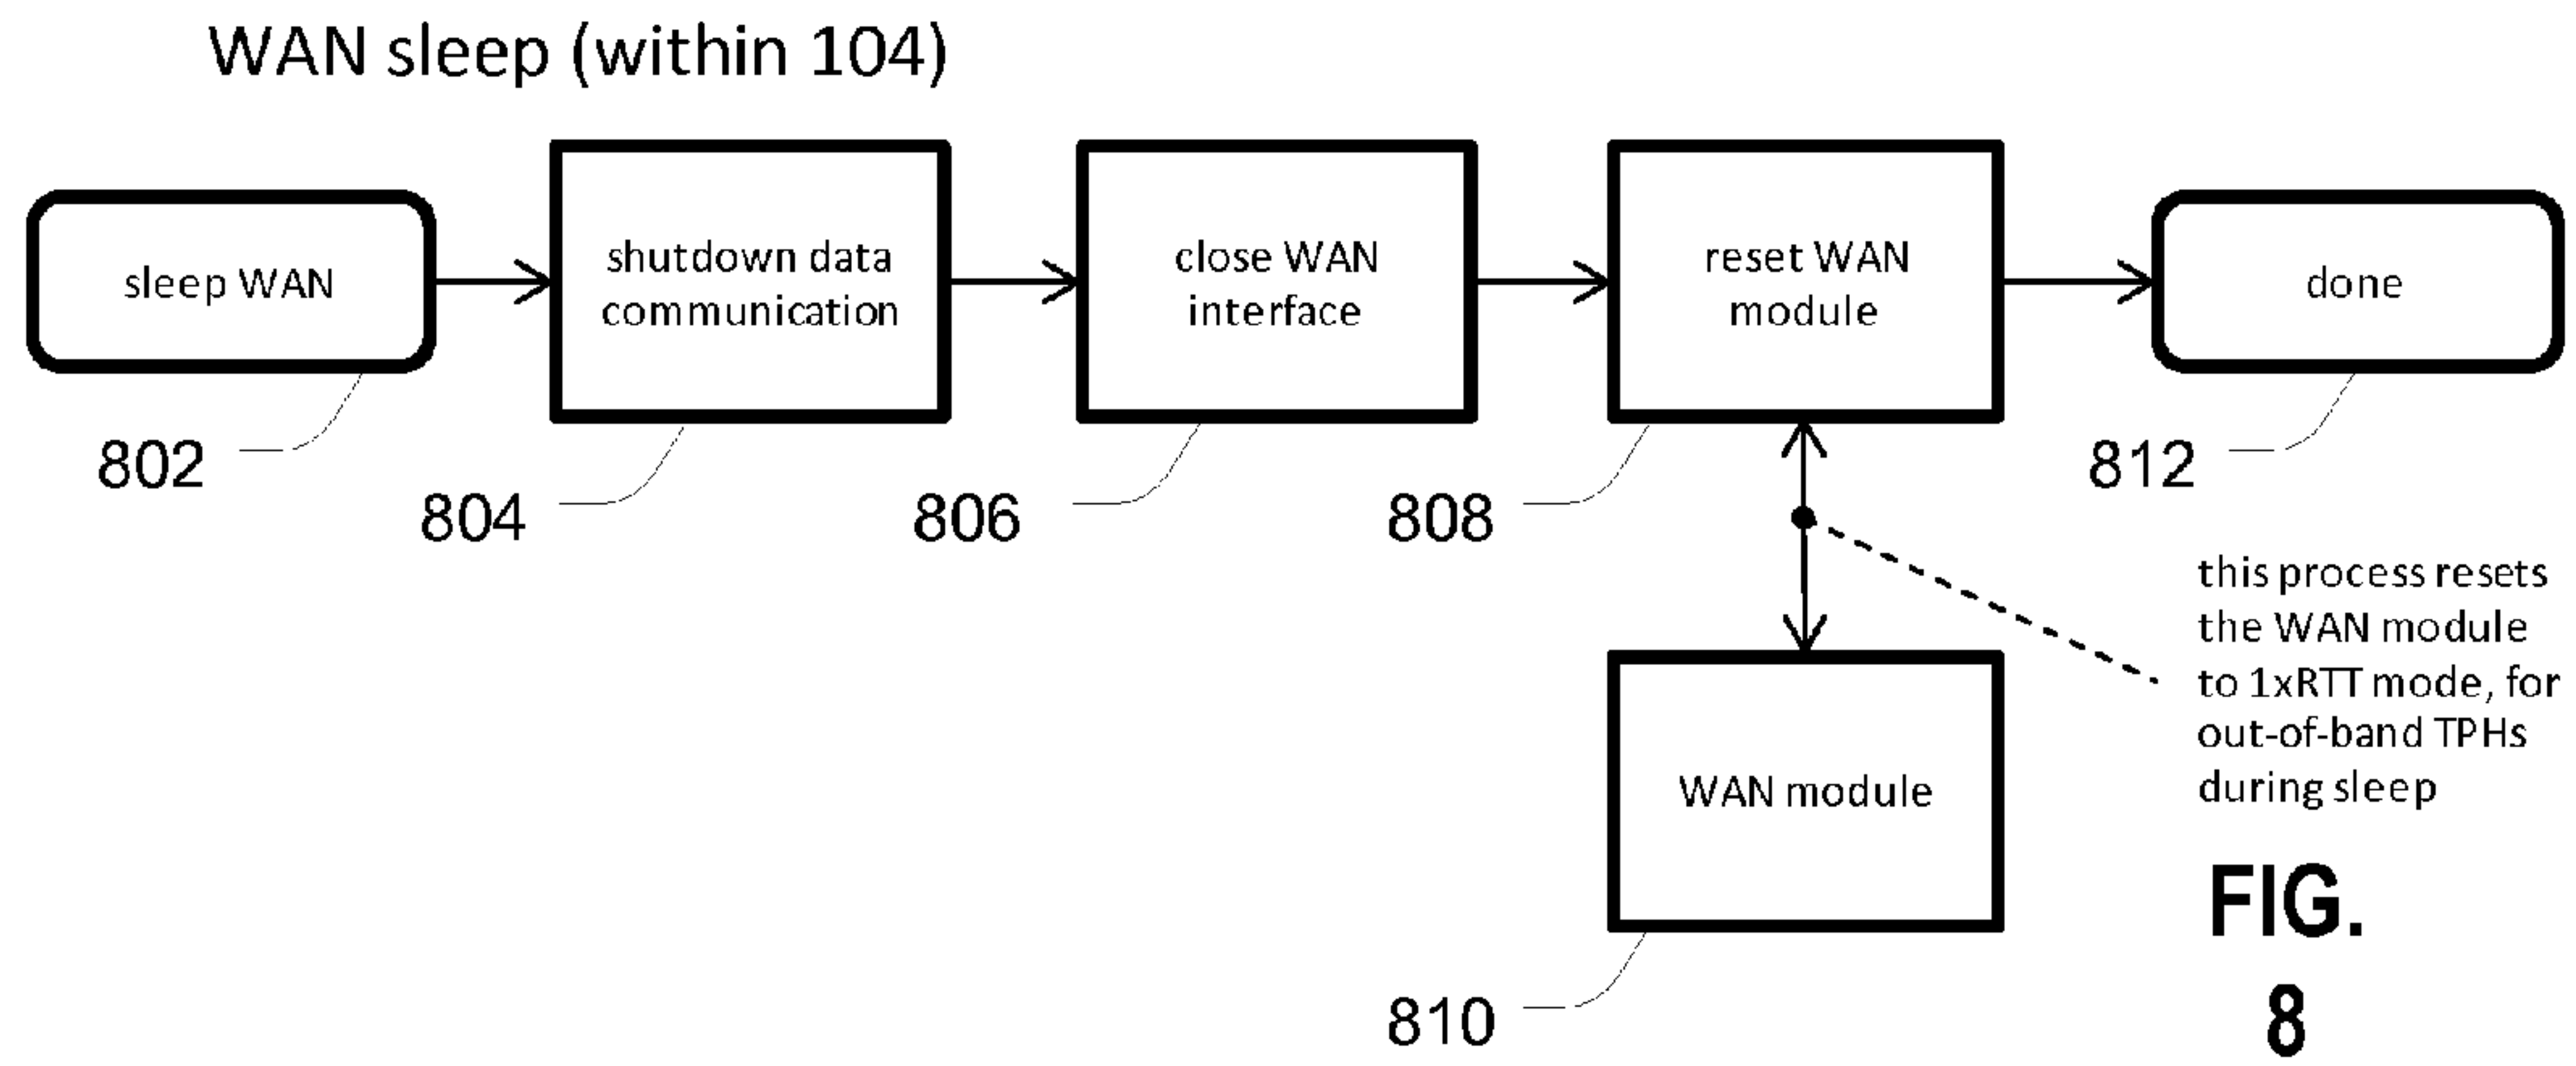 WAN sleep (within 104)
sleep WAN
shutdown data
communication
close WAN
interface
reset WAN
module
done
802
804
806
808
812
this process resets
the WAN module
to 1xRTT mode, for
out-of-band TPHs
during sleep
WAN module
810
FIG.
8